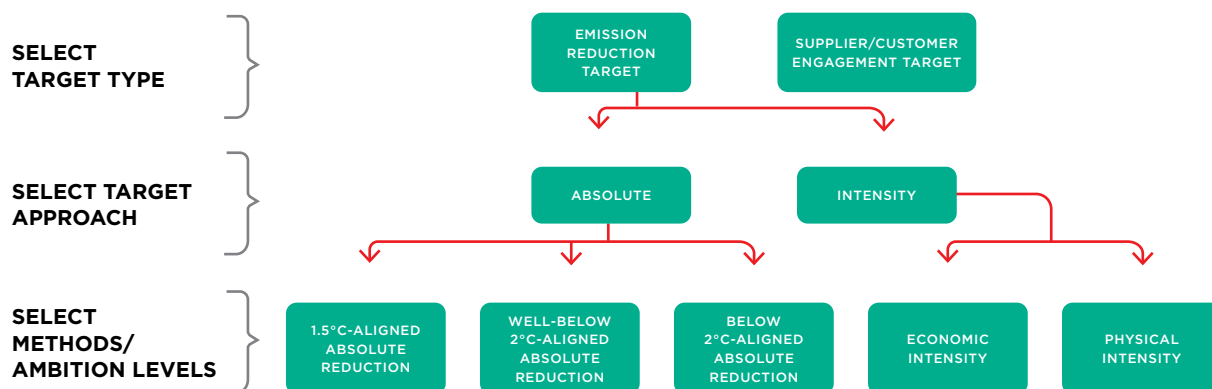 SELECT
TARGET TYPE
EMISSION
REDUCTION
TARGET
SUPPLIER/CUSTOMER
ENGAGEMENT TARGET
SELECT TARGET
APPROACH
ABSOLUTE
INTENSITY
SELECT
METHODS/
AMBITION LEVELS
1.5°C-ALIGNED
ABSOLUTE
REDUCTION
WELL-BELOW
2°C-ALIGNED
ABSOLUTE
REDUCTION
BELOW
2°C-ALIGNED
ABSOLUTE
REDUCTION
ECONOMIC
INTENSITY
PHYSICAL
INTENSITY